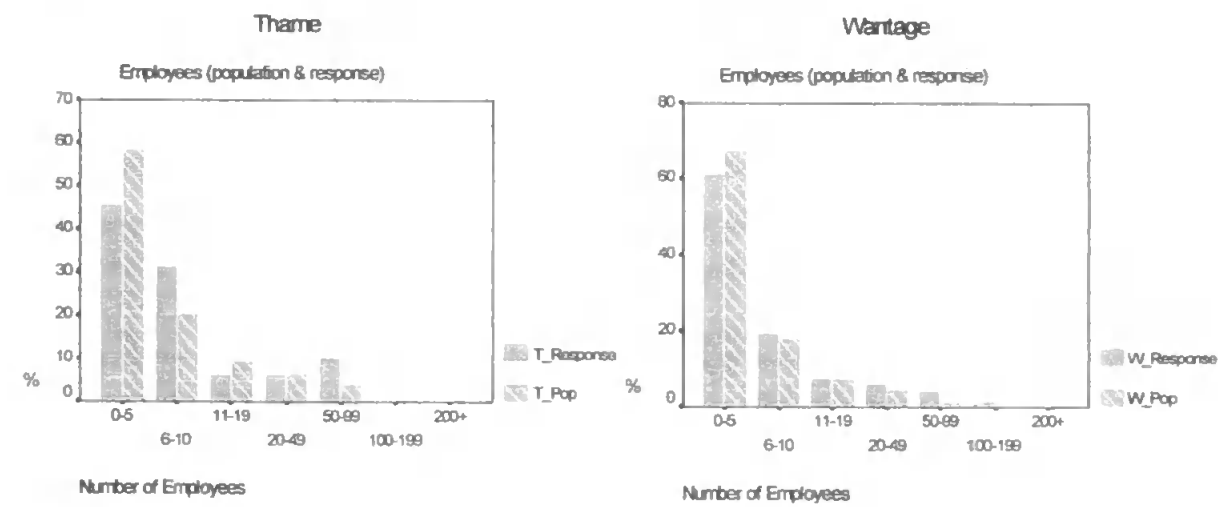 Thame
Employees (population & response)
70
60
50
40
30
20
10
0
%
0-5
6-10
11-19
20-49
50-99
100-199
200+
Number of Employees
T_Response
T_Pop
Wantage
Employees (population & response)
80
60
40
20
0
%
0-5
6-10
11-19
20-49
50-99
100-199
200+
Number of Employees
W_Response
W_Pop